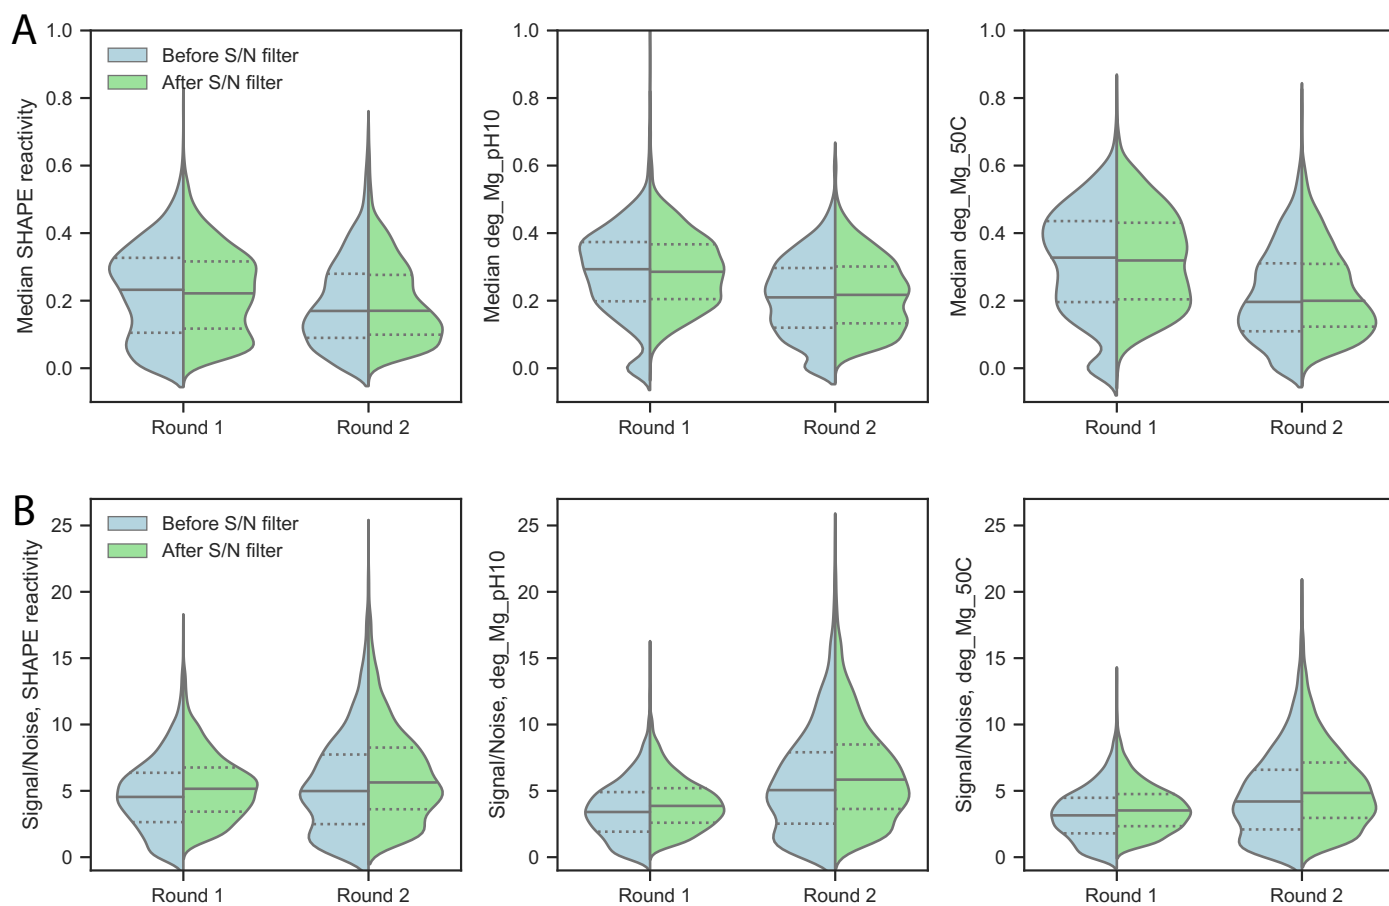 A
Median SHAPE reactivity
1.0
0.8
0.6
0.4
0.2
0.0
Before S/N filter
After S/N filter
Round 1
Round 2
Median deg_Mg_pH10
1.0
0.8
0.6
0.4
0.2
0.0
Round 1
Round 2
Median deg_Mg_50C
1.0
0.8
0.6
0.4
0.2
0.0
Round 1
Round 2
B
Signal/Noise, SHAPE reactivity
25
20
15
10
5
0
Before S/N filter
After S/N filter
Round 1
Round 2
Signal/Noise, deg_Mg_pH10
25
20
15
10
5
0
Round 1
Round 2
Signal/Noise, deg_Mg_50C
25
20
15
10
5
0
Round 1
Round 2